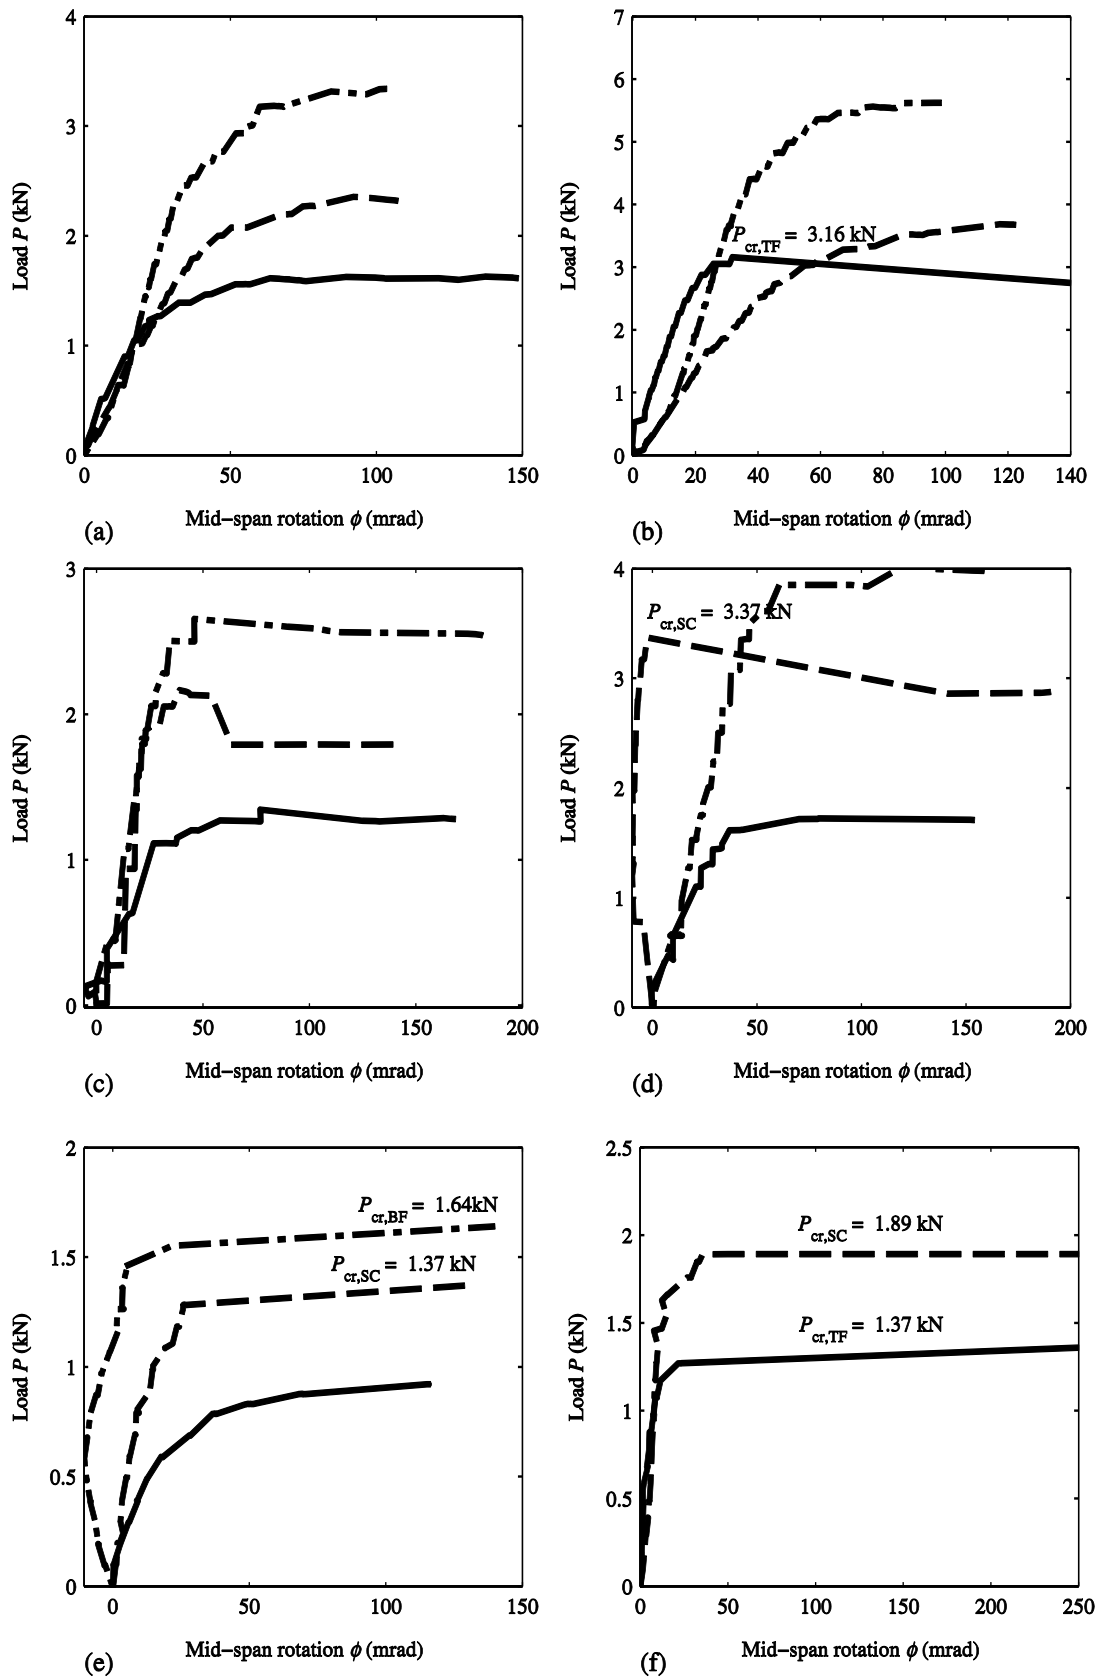 4
3
2
1
0
Load P (kN)
0 50 100 150
Mid−span rotation ϕ (mrad)
(a)
7
6
5
4
3
2
1
0
Load P (kN)
P cr,TF = 3.16 kN
0 20 40 60 80 100 120 140
Mid−span rotation ϕ (mrad)
(b)
3
2
1
0
Load P (kN)
0 50 100 150 200
Mid−span rotation ϕ (mrad)
(c)
4
3
2
1
0
Load P (kN)
P cr,SC = 3.37 kN
0 50 100 150 200
Mid−span rotation ϕ (mrad)
(d)
2
1.5
1
0.5
0
Load P (kN)
P cr,BF = 1.64kN
P cr,SC = 1.37 kN
0 50 100 150
Mid−span rotation ϕ (mrad)
(e)
2.5
2
1.5
1
0.5
0
Load P (kN)
P cr,SC = 1.89 kN
P cr,TF = 1.37 kN
0 50 100 150 200 250
Mid−span rotation ϕ (mrad)
(f)